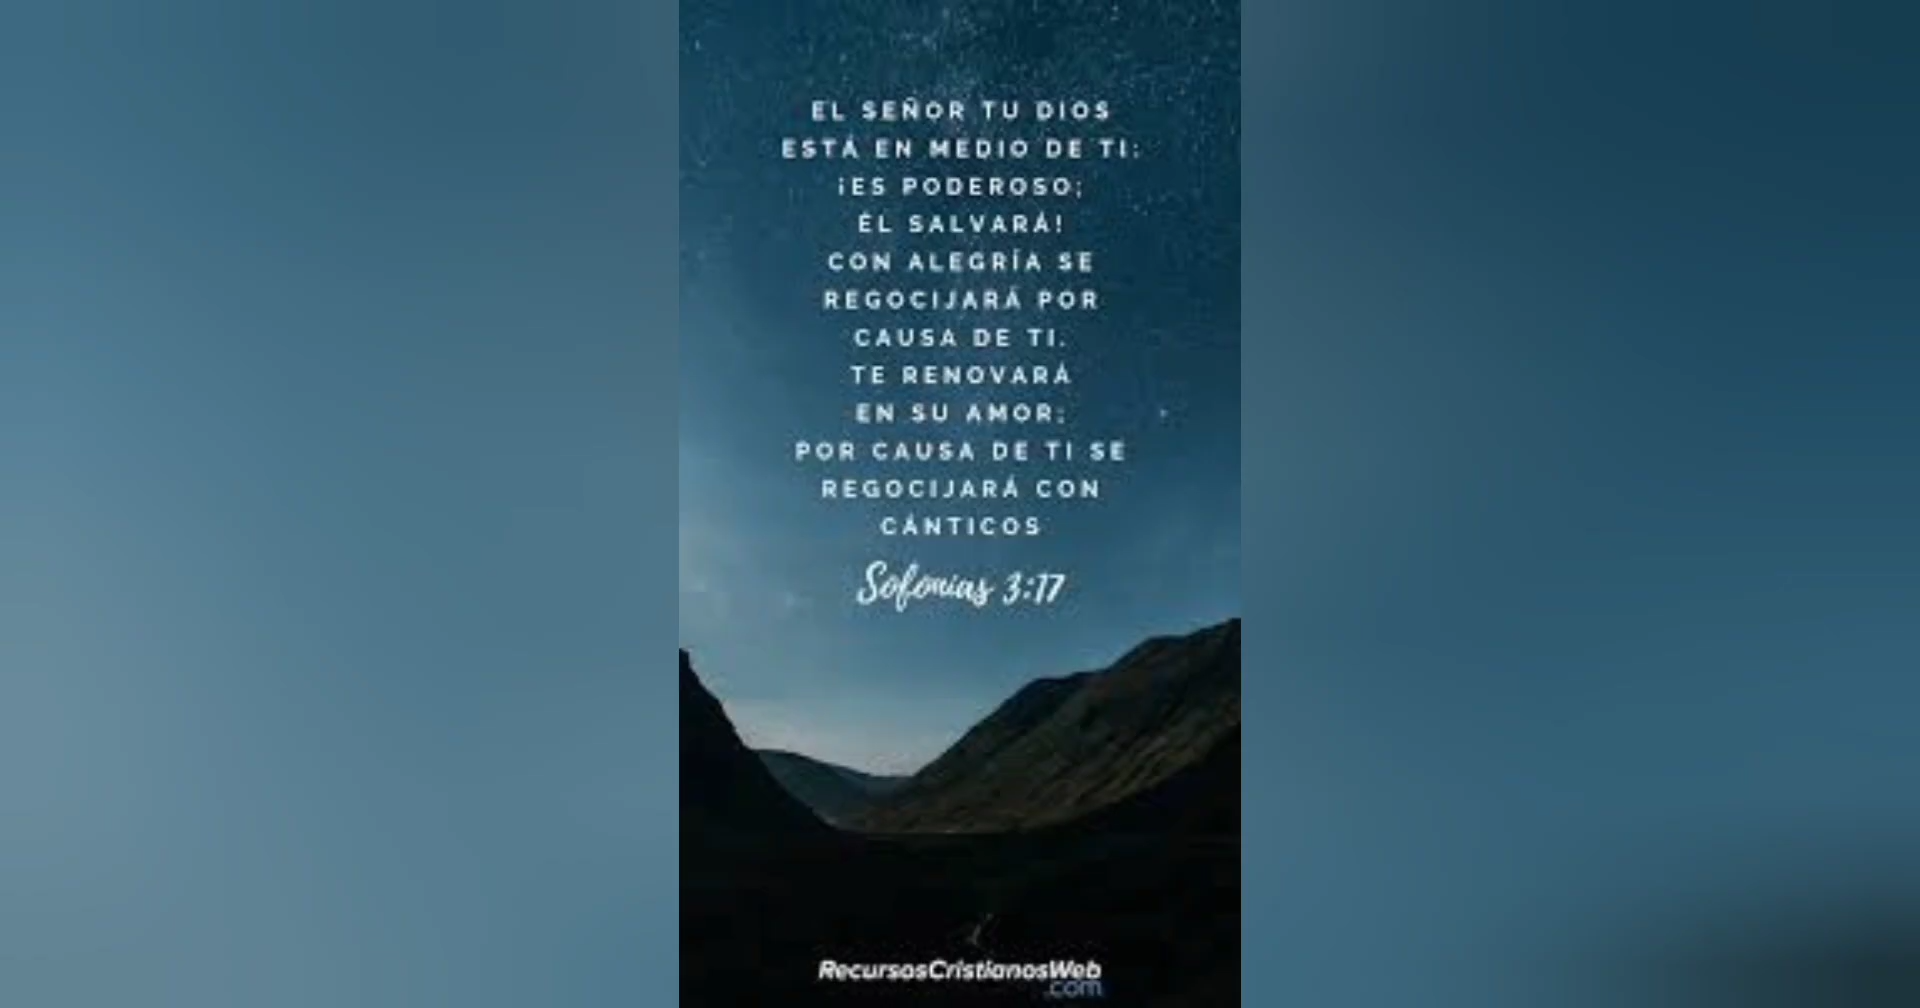 EL SEÑOR TU DIOS
ESTÁ EN MEDIO DE TI:
¡ES PODEROSO;
ÉL SALVARÁ!
CON ALEGRÍA SE
REGOCIJARÁ POR
CAUSA DE TI.
TE RENOVARÁ
EN SU AMOR;
POR CAUSA DE TI SE
REGOCIJARÁ CON
CÁNTICOS
Sofonias 3:17
RecursosCristianosWeb
.com